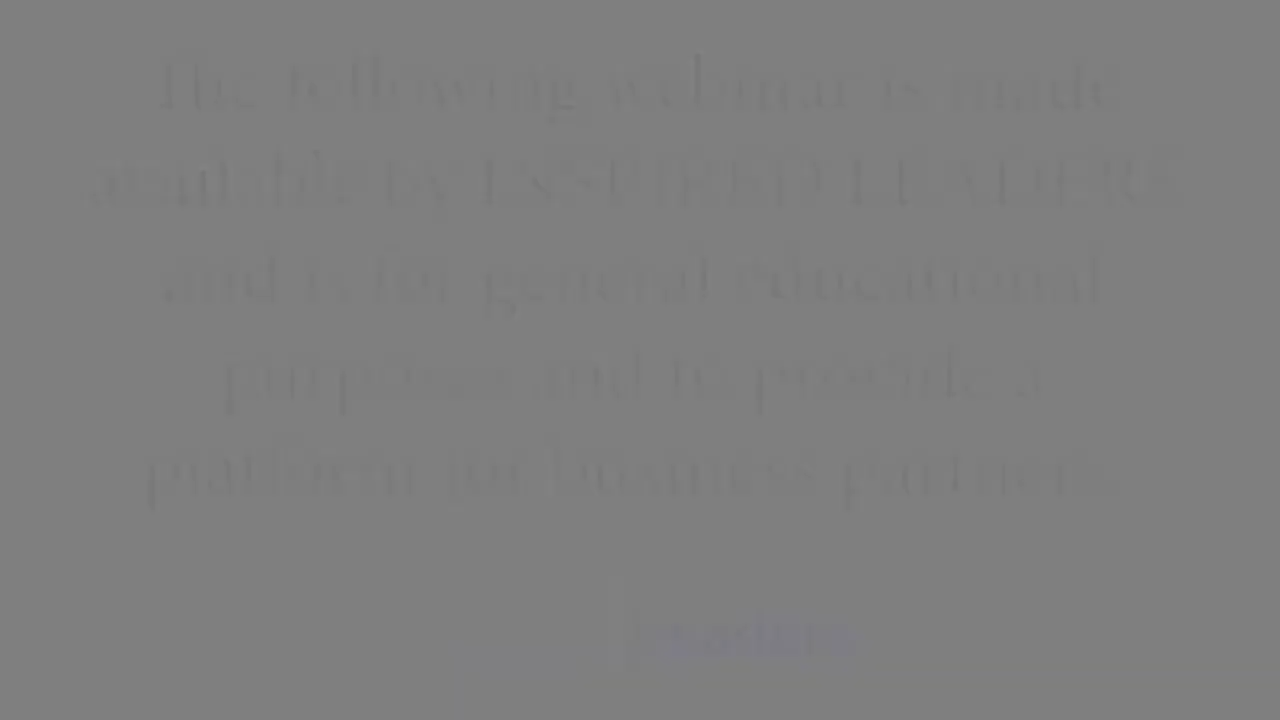 The following webinar is made
available by INSPIRED LEADERS
and is for general educational
purposes and to provide a
platform for business partners
Leaders